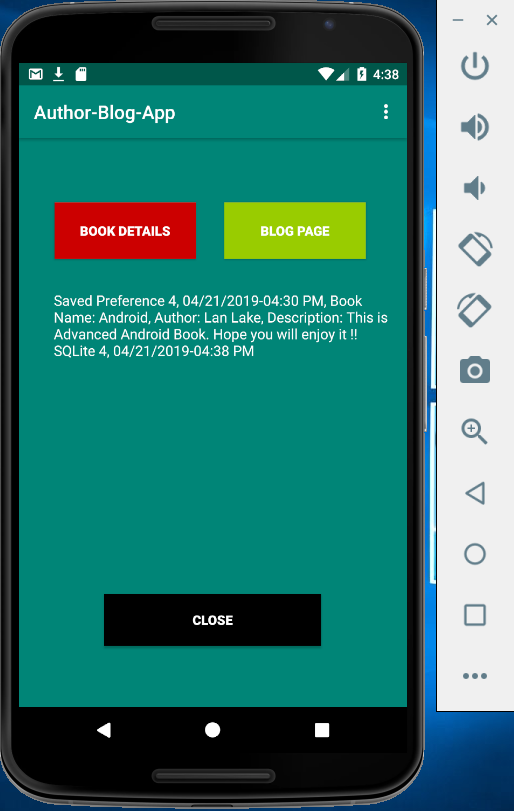 4:38
Author-Blog-App
BOOK DETAILS
BLOG PAGE
Saved Preference 4, 04/21/2019-04:30 PM, Book
Name: Android, Author: Lan Lake, Description: This is
Advanced Android Book. Hope you will enjoy it !!
SQLite 4, 04/21/2019-04:38 PM
CLOSE